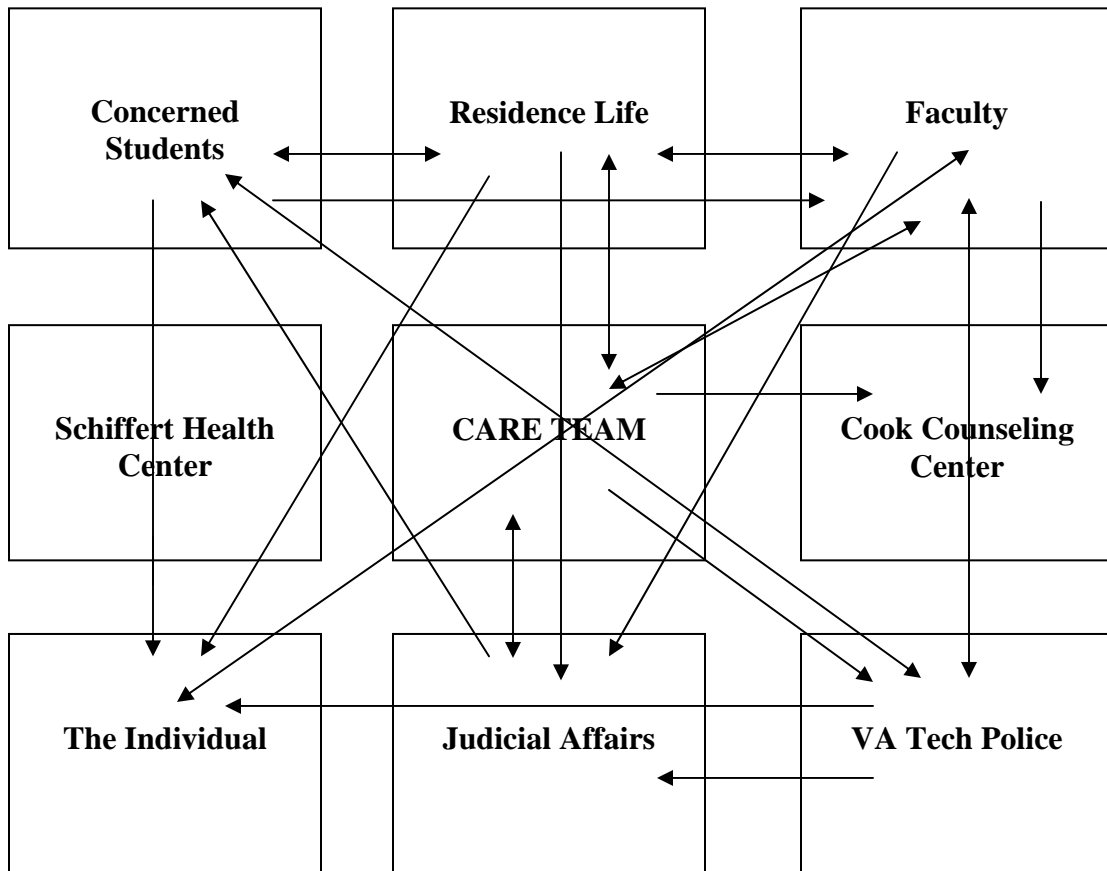 Concerned
Students
Residence Life
Faculty
Schiffert Health
Center
CARE TEAM
Cook Counseling
Center
The Individual
Judicial Affairs
VA Tech Police